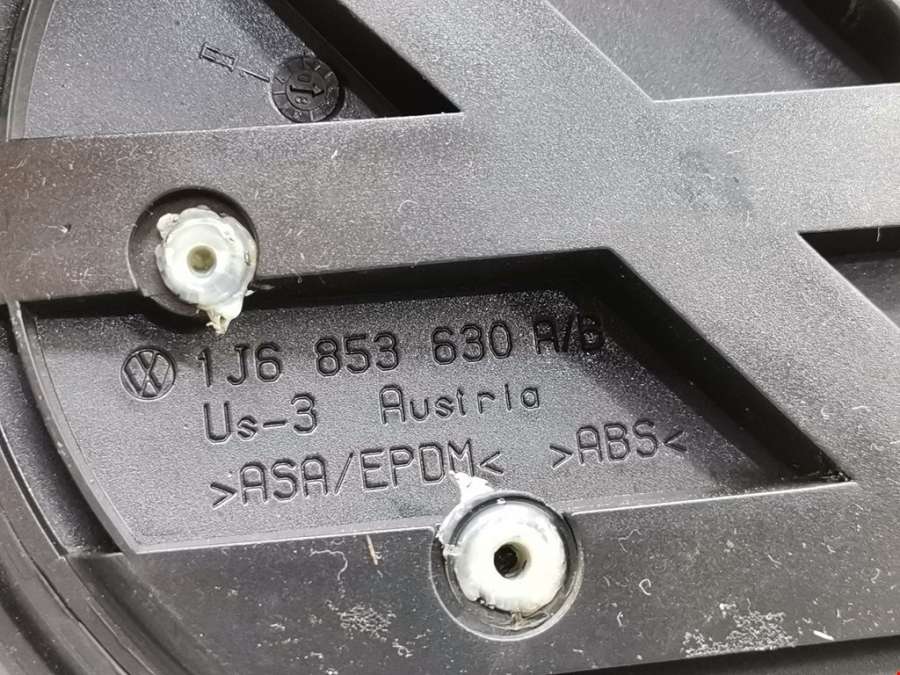 1J6 853 630 A/B
Us-3 Austria
>ASA/EPDM< >ABS<